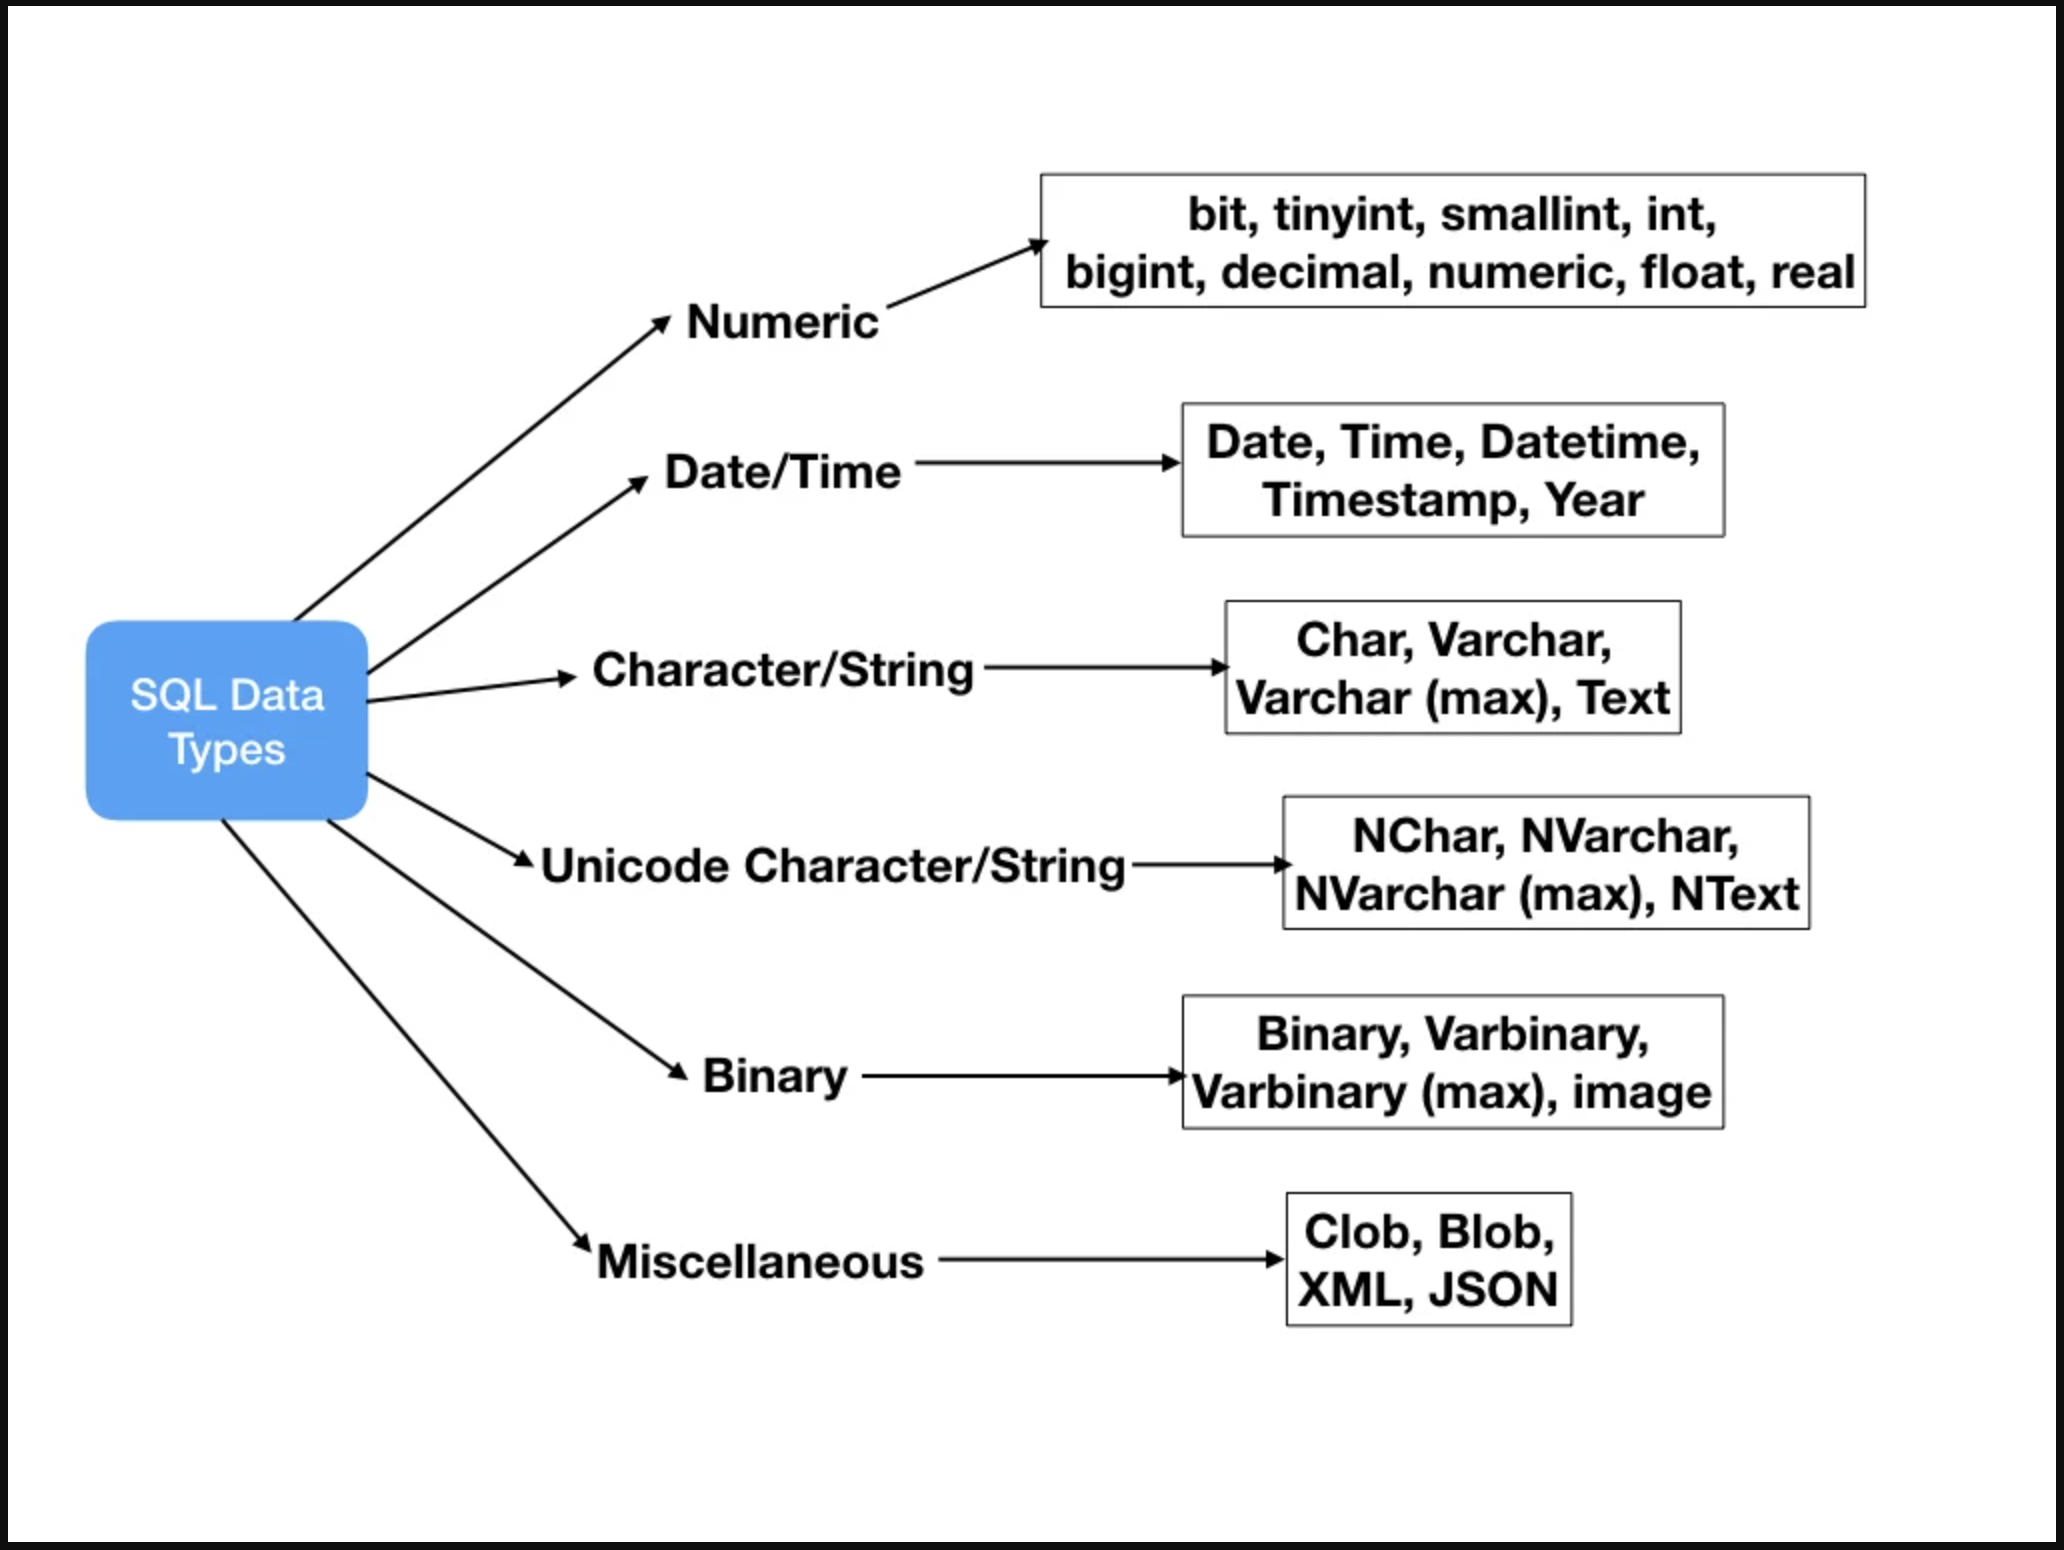 SQL Data
Types
Numeric
bit, tinyint, smallint, int,
bigint, decimal, numeric, float, real
Date/Time
Date, Time, Datetime,
Timestamp, Year
Character/String
Char, Varchar,
Varchar (max), Text
Unicode Character/String
NChar, NVarchar,
NVarchar (max), NText
Binary
Binary, Varbinary,
Varbinary (max), image
Miscellaneous
Clob, Blob,
XML, JSON